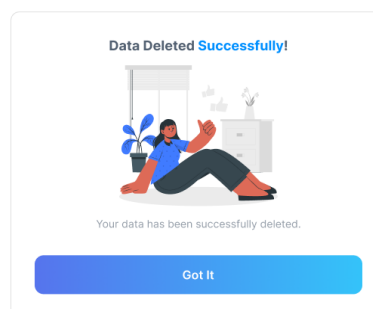 Data Deleted Successfully!
Your data has been successfully deleted.
Got It